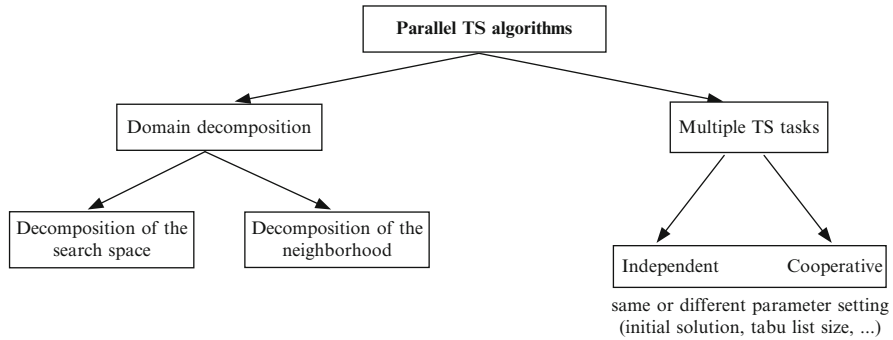 Parallel TS algorithms
Domain decomposition
Multiple TS tasks
Decomposition of the
search space
Decomposition of the
neighborhood
Independent
Cooperative
same or different parameter setting
(initial solution, tabu list size, ...)